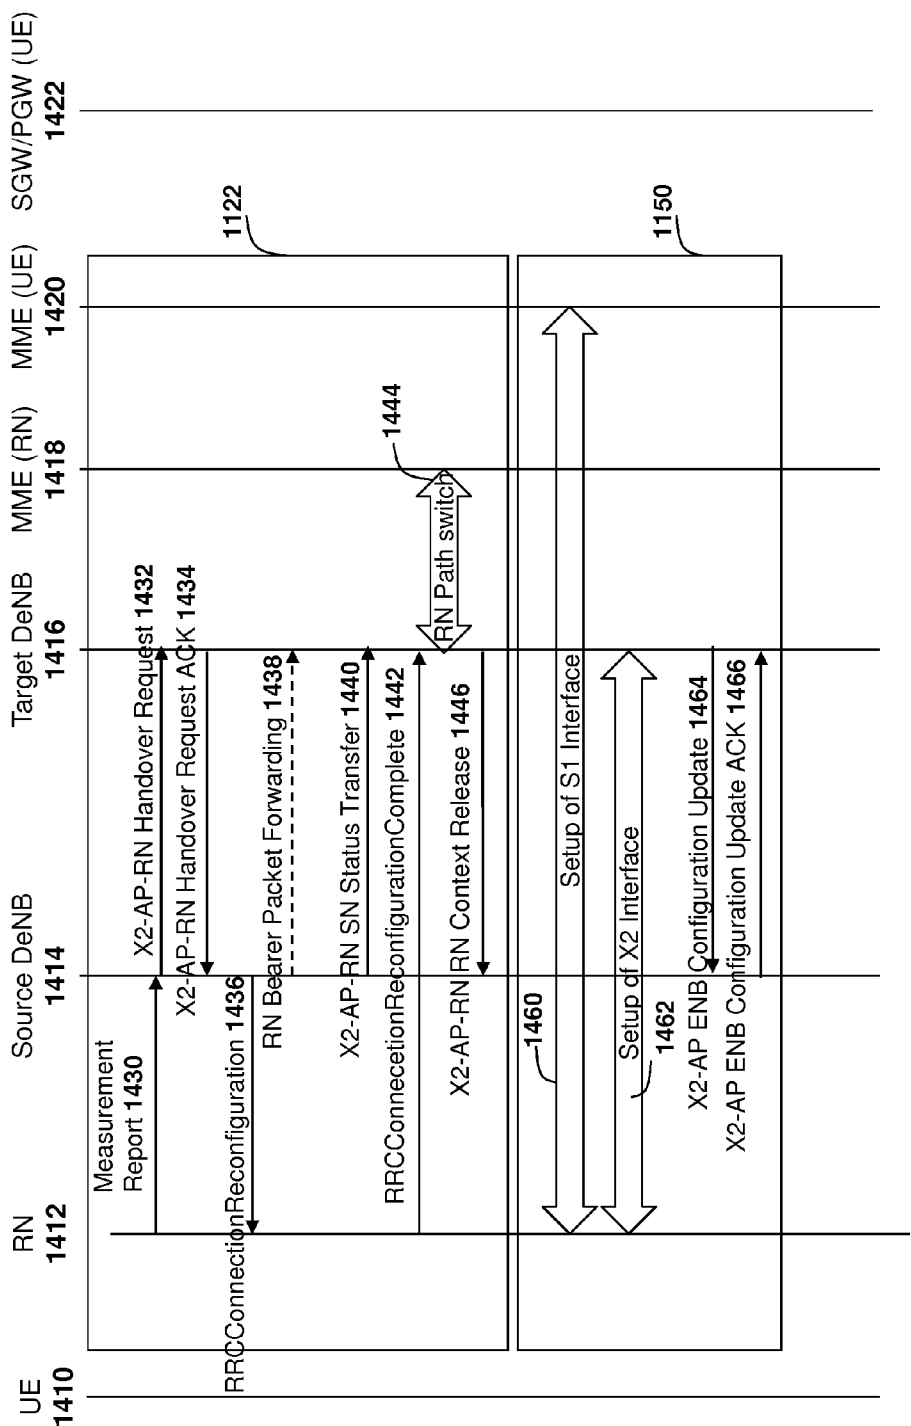 UE
1410
RN
1412
Source DeNB
1414
Target DeNB
1416
MME (RN)
1418
MME (UE)
1420
SGW/PGW (UE)
1422
1122
Measurement
Report 1430
X2-AP-RN Handover Request 1432
X2-AP-RN Handover Request ACK 1434
RRCConnectionReconfiguration 1436
RN Bearer Packet Forwarding 1438
X2-AP-RN SN Status Transfer 1440
RRCConnecetionReconfigurationComplete 1442
RN Path switch
1444
X2-AP-RN RN Context Release 1446
1150
1460
Setup of S1 Interface
Setup of X2 Interface
1462
X2-AP ENB Configuration Update 1464
X2-AP ENB Configuration Update ACK 1466